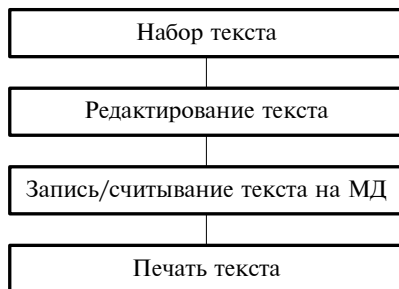 Набор текста
Редактирование текста
Запись/считывание текста на МД
Печать текста